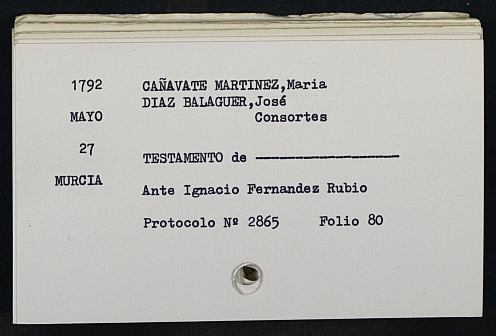 1792 CAÑAVATE MARTINEZ,Maria
DIAZ BALAGUER,José
MAYO Consortes
27
TESTAMENTO de ------------------
MURCIA
Ante Ignacio Fernandez Rubio
Protocolo Nº 2865 Folio 80